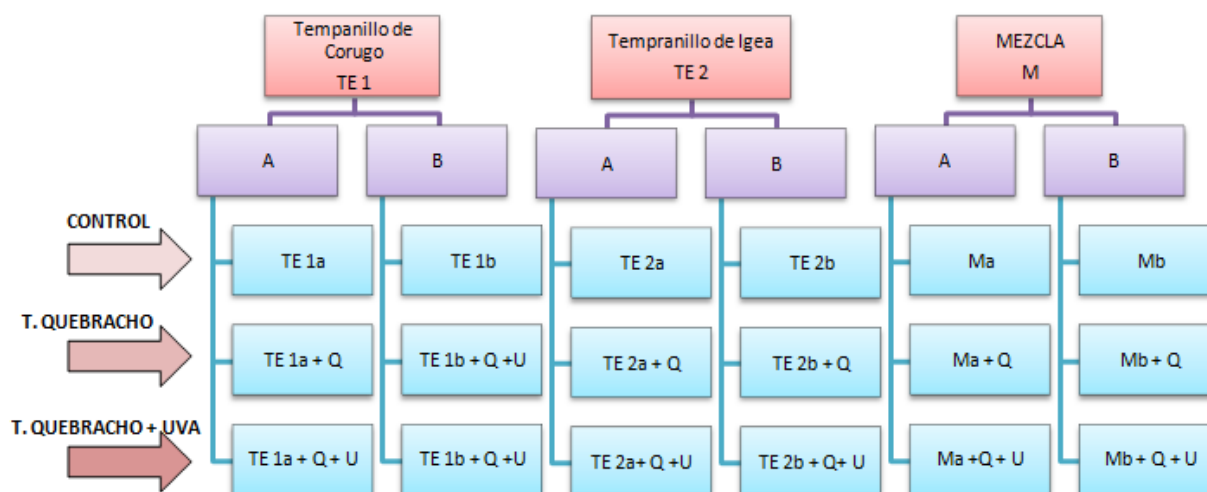 Tempanillo de
Corugo
TE 1
Tempranillo de Igea
TE 2
MEZCLA
M
A
B
A
B
A
B
CONTROL
TE 1a
TE 1b
TE 2a
TE 2b
Ma
Mb
T. QUEBRACHO
TE 1a + Q
TE 1b + Q +U
TE 2a + Q
TE 2b + Q
Ma + Q
Mb + Q
T. QUEBRACHO + UVA
TE 1a + Q + U
TE 1b + Q +U
TE 2a+ Q +U
TE 2b + Q+ U
Ma +Q + U
Mb + Q + U